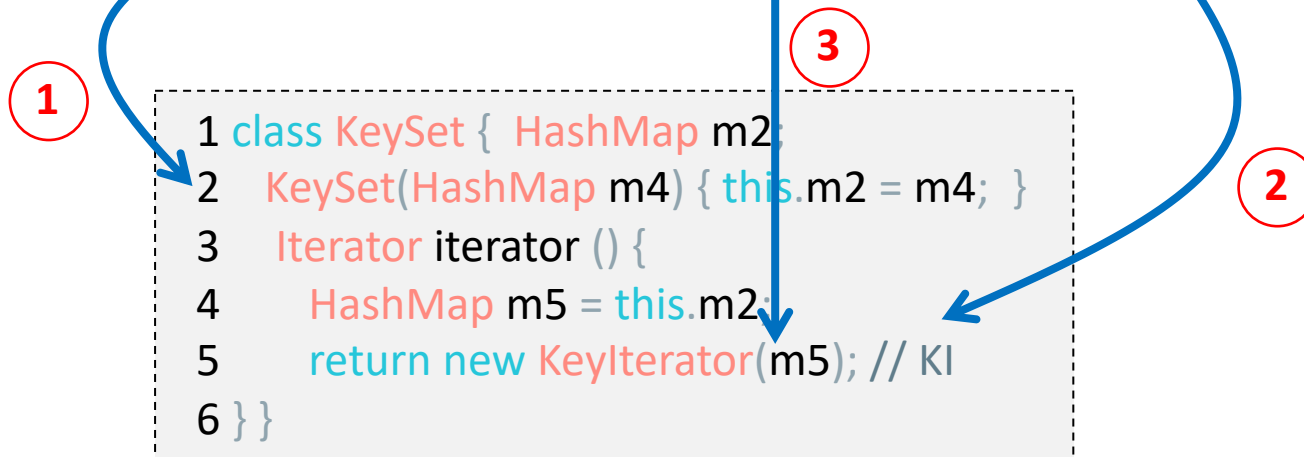 3
1
1 class KeySet { HashMap m2;
2 KeySet(HashMap m4) { this.m2 = m4; }
2
3 Iterator iterator () {
4 HashMap m5 = this.m2;
5 return new KeyIterator(m5); // KI
6 } }